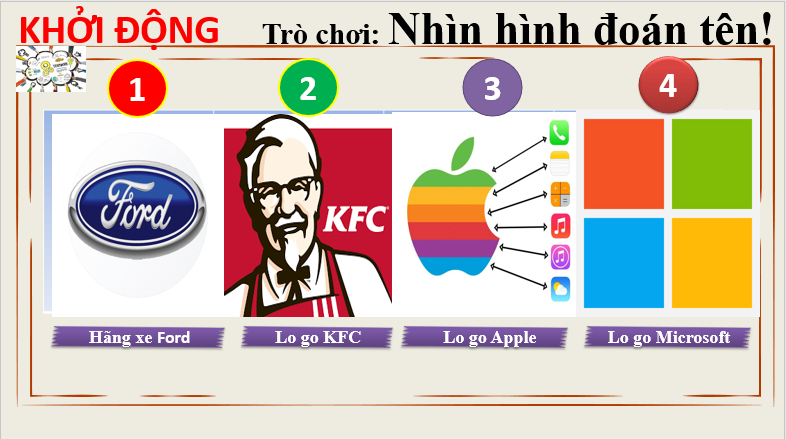 KHỞI ĐỘNG
Trò chơi: Nhìn hình đoán tên!
1
2
3
4
Ford
KFC
Hãng xe Ford
Lo go KFC
Lo go Apple
Lo go Microsoft